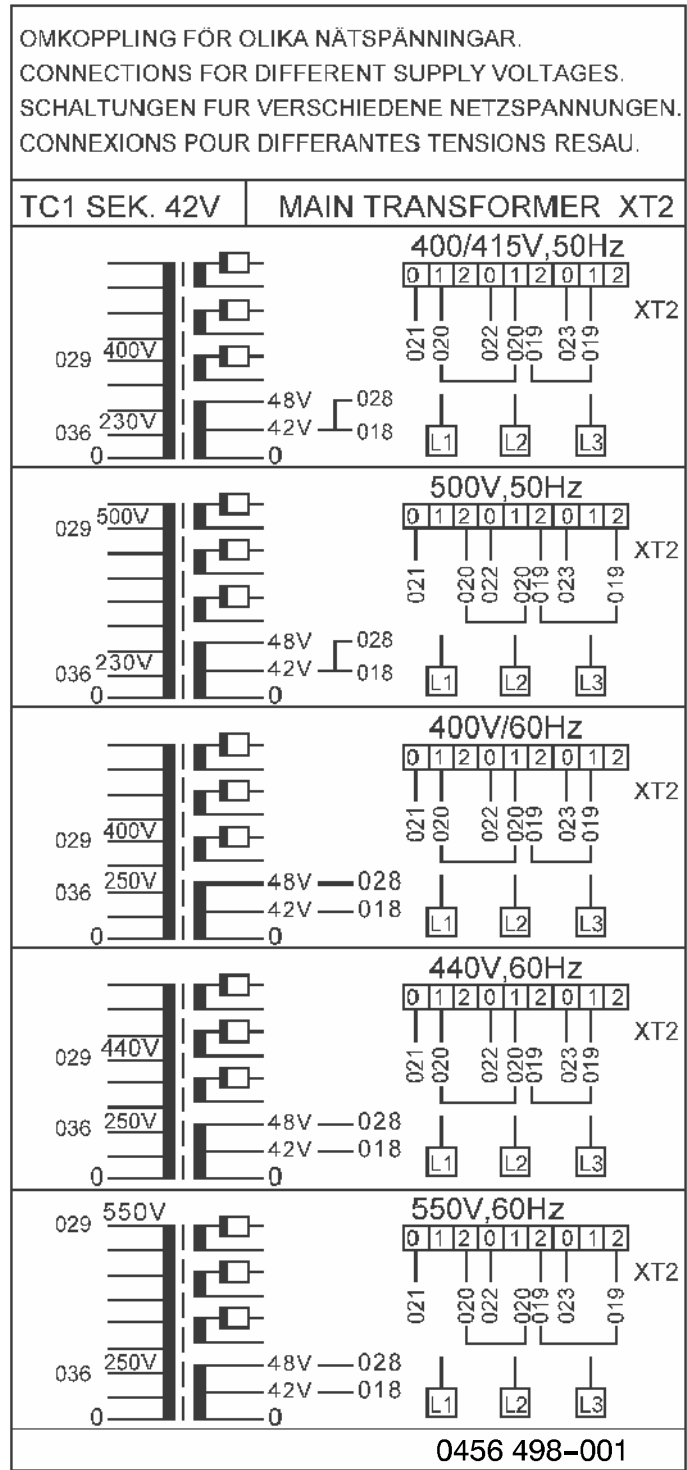 OMKOPPLING FÖR OLIKA NÄTSPÄNNINGAR.
CONNECTIONS FOR DIFFERENT SUPPLY VOLTAGES.
SCHALTUNGEN FUR VERSCHIEDENE NETZSPANNUNGEN.
CONNEXIONS POUR DIFFERANTES TENSIONS RESAU.
TC1 SEK. 42V MAIN TRANSFORMER XT2
400/415V,50Hz
0 1 2 0 1 2 0 1 2
XT2
021 020 022 020 019 023 019
029 400V
48V 028
036 230V 42V 018
0 0
L1 L2 L3
500V,50Hz
0 1 2 0 1 2 0 1 2
029 500V
XT2
021 020 022 020 019 023 019
48V 028
036 230V 42V 018
0 0
L1 L2 L3
400V/60Hz
0 1 2 0 1 2 0 1 2
XT2
021 020 022 020 019 023 019
029 400V
036 250V 48V 028
42V 018
0 0
L1 L2 L3
440V,60Hz
0 1 2 0 1 2 0 1 2
XT2
029 440V
021 020 022 020 019 023 019
036 250V 48V 028
42V 018
0 0
L1 L2 L3
550V,60Hz
029 550V
0 1 2 0 1 2 0 1 2
XT2
021 020 022 020 019 023 019
036 250V 48V 028
42V 018
0 0
L1 L2 L3
0456 498-001